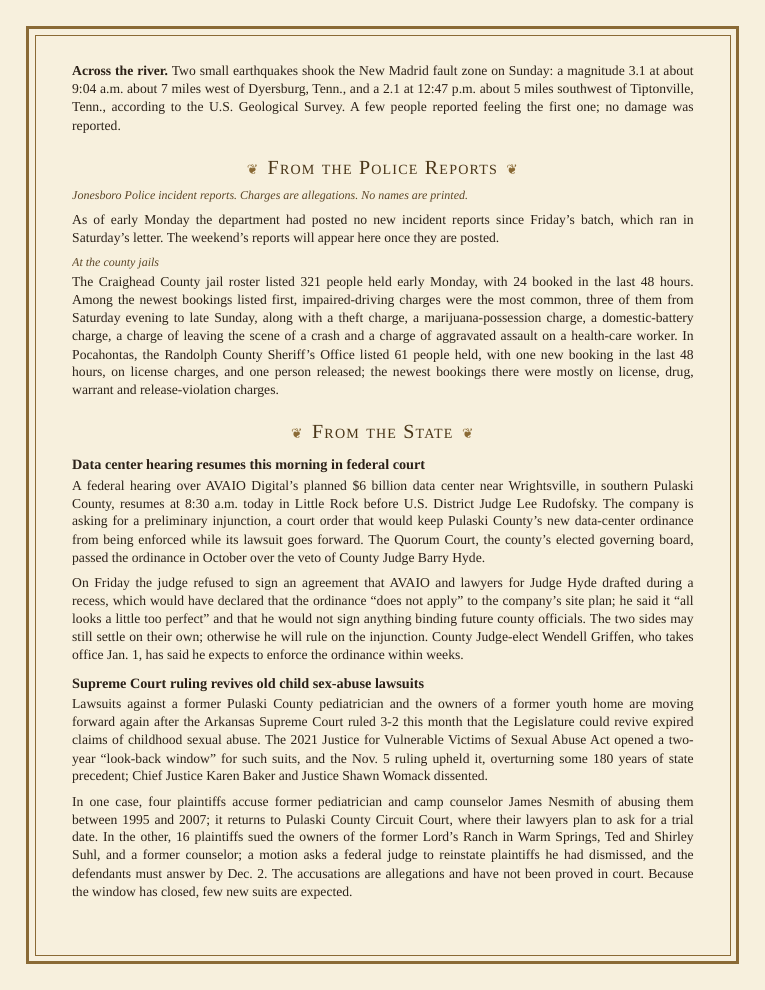 Across the river. Two small earthquakes shook the New Madrid fault zone on Sunday: a magnitude 3.1 at about
9:04 a.m. about 7 miles west of Dyersburg, Tenn., and a 2.1 at 12:47 p.m. about 5 miles southwest of Tiptonville,
Tenn., according to the U.S. Geological Survey. A few people reported feeling the first one; no damage was
reported.
❦ From the Police Reports ❦
Jonesboro Police incident reports. Charges are allegations. No names are printed.
As of early Monday the department had posted no new incident reports since Friday’s batch, which ran in
Saturday’s letter. The weekend’s reports will appear here once they are posted.
At the county jails
The Craighead County jail roster listed 321 people held early Monday, with 24 booked in the last 48 hours.
Among the newest bookings listed first, impaired-driving charges were the most common, three of them from
Saturday evening to late Sunday, along with a theft charge, a marijuana-possession charge, a domestic-battery
charge, a charge of leaving the scene of a crash and a charge of aggravated assault on a health-care worker. In
Pocahontas, the Randolph County Sheriff’s Office listed 61 people held, with one new booking in the last 48
hours, on license charges, and one person released; the newest bookings there were mostly on license, drug,
warrant and release-violation charges.
❦ From the State ❦
Data center hearing resumes this morning in federal court
A federal hearing over AVAIO Digital’s planned $6 billion data center near Wrightsville, in southern Pulaski
County, resumes at 8:30 a.m. today in Little Rock before U.S. District Judge Lee Rudofsky. The company is
asking for a preliminary injunction, a court order that would keep Pulaski County’s new data-center ordinance
from being enforced while its lawsuit goes forward. The Quorum Court, the county’s elected governing board,
passed the ordinance in October over the veto of County Judge Barry Hyde.
On Friday the judge refused to sign an agreement that AVAIO and lawyers for Judge Hyde drafted during a
recess, which would have declared that the ordinance “does not apply” to the company’s site plan; he said it “all
looks a little too perfect” and that he would not sign anything binding future county officials. The two sides may
still settle on their own; otherwise he will rule on the injunction. County Judge-elect Wendell Griffen, who takes
office Jan. 1, has said he expects to enforce the ordinance within weeks.
Supreme Court ruling revives old child sex-abuse lawsuits
Lawsuits against a former Pulaski County pediatrician and the owners of a former youth home are moving
forward again after the Arkansas Supreme Court ruled 3-2 this month that the Legislature could revive expired
claims of childhood sexual abuse. The 2021 Justice for Vulnerable Victims of Sexual Abuse Act opened a two-
year “look-back window” for such suits, and the Nov. 5 ruling upheld it, overturning some 180 years of state
precedent; Chief Justice Karen Baker and Justice Shawn Womack dissented.
In one case, four plaintiffs accuse former pediatrician and camp counselor James Nesmith of abusing them
between 1995 and 2007; it returns to Pulaski County Circuit Court, where their lawyers plan to ask for a trial
date. In the other, 16 plaintiffs sued the owners of the former Lord’s Ranch in Warm Springs, Ted and Shirley
Suhl, and a former counselor; a motion asks a federal judge to reinstate plaintiffs he had dismissed, and the
defendants must answer by Dec. 2. The accusations are allegations and have not been proved in court. Because
the window has closed, few new suits are expected.